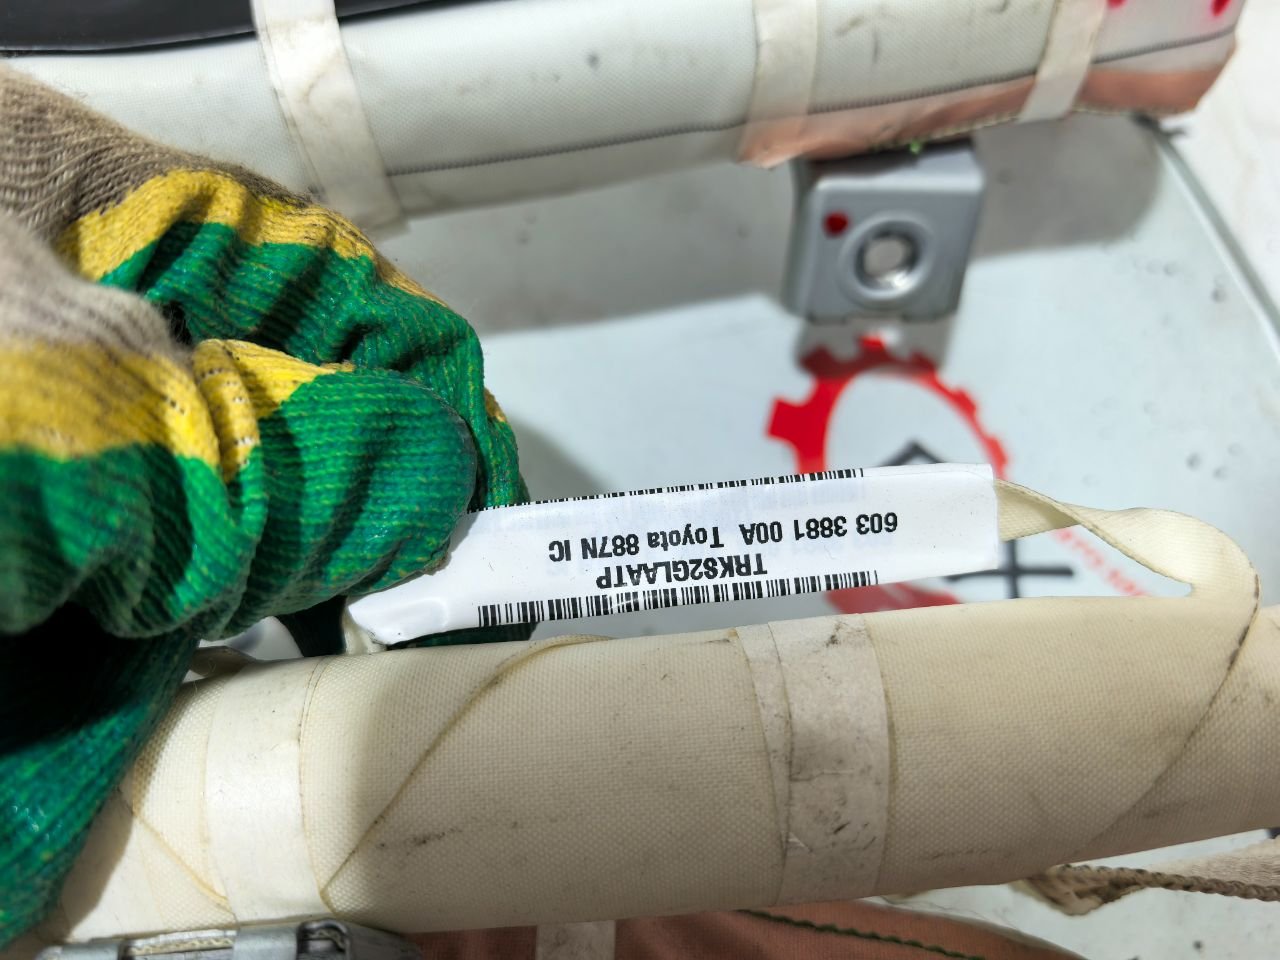 603 3881 00A Toyota 887N IC
TRKS2GLAATP